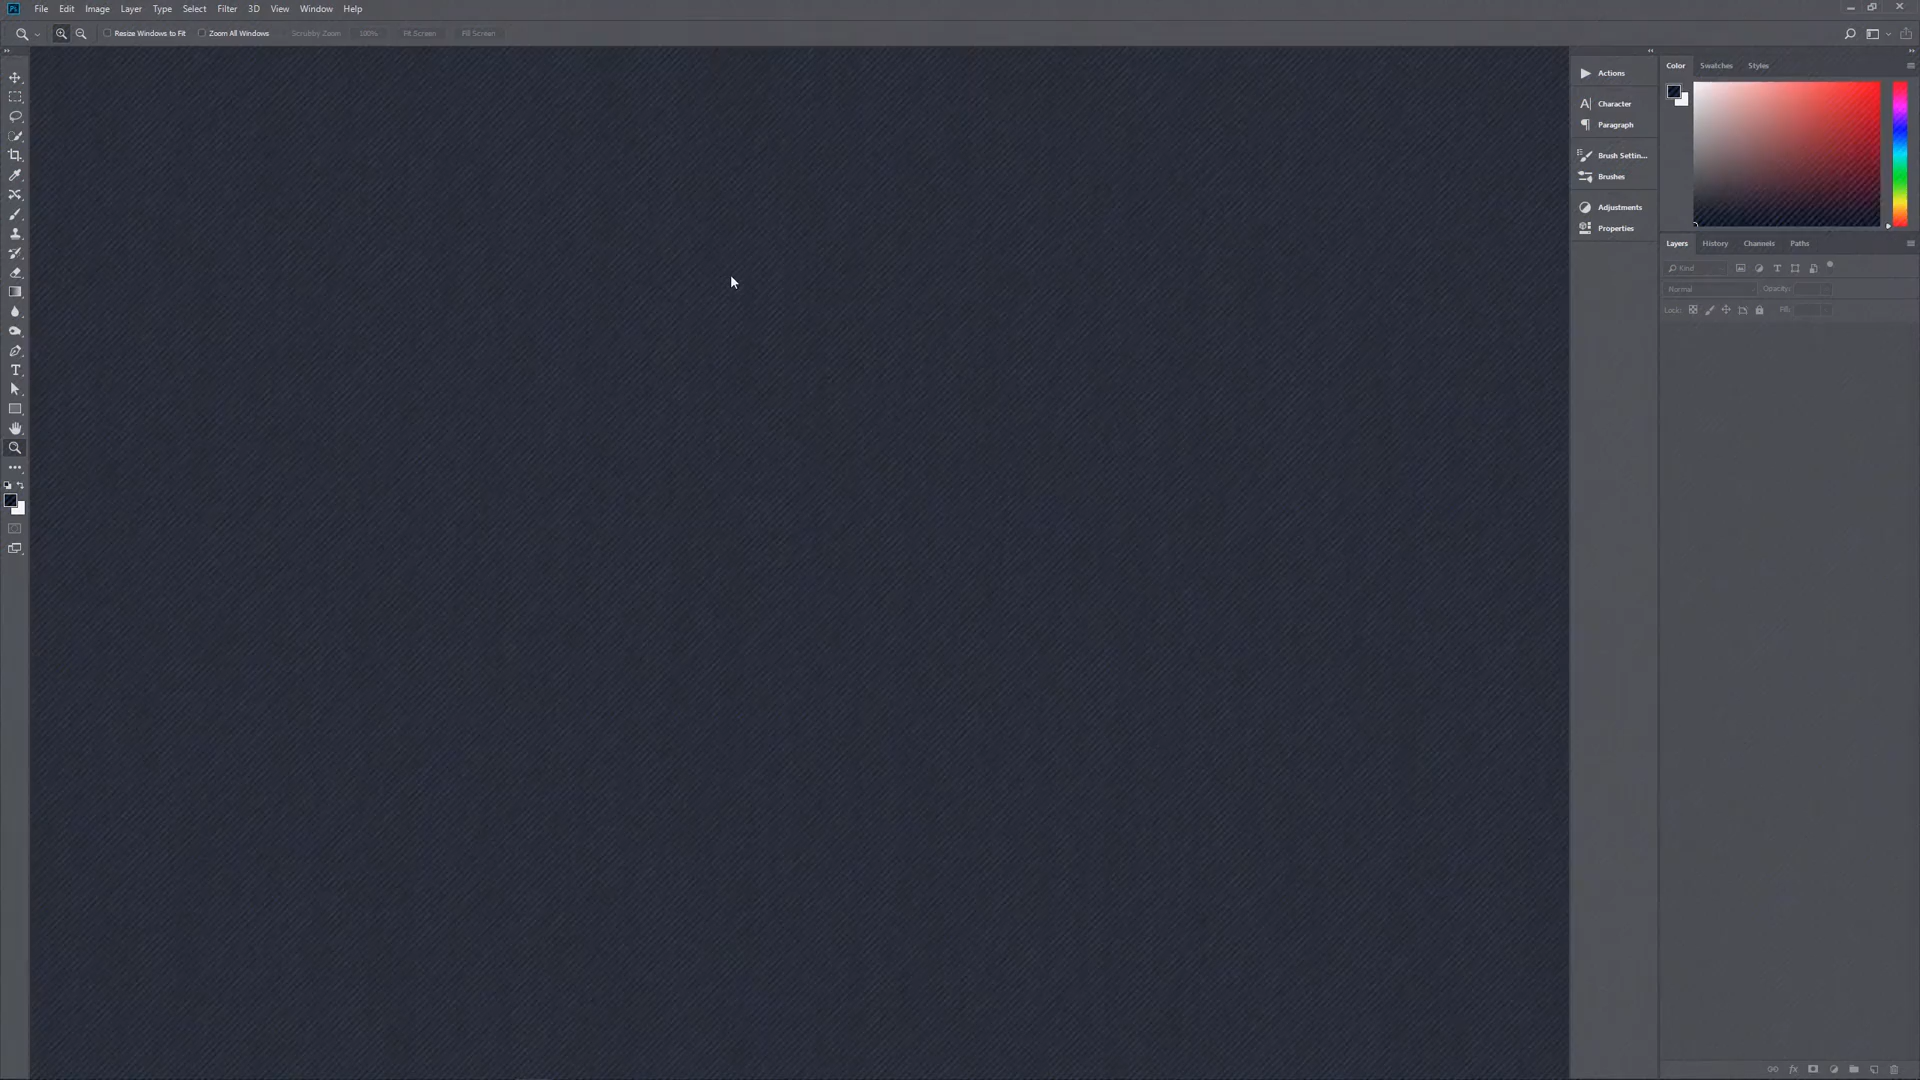 Ps File Edit Image Layer Type Select Filter 3D View Window Help
Resize Windows to Fit Zoom All Windows Scrubby Zoom 100% Fit Screen Fill Screen
Actions
Character
Paragraph
Brush Settin...
Brushes
Adjustments
Properties
Color Swatches Styles
Layers History Channels Paths
Kind
Normal Opacity:
Lock: Fill: